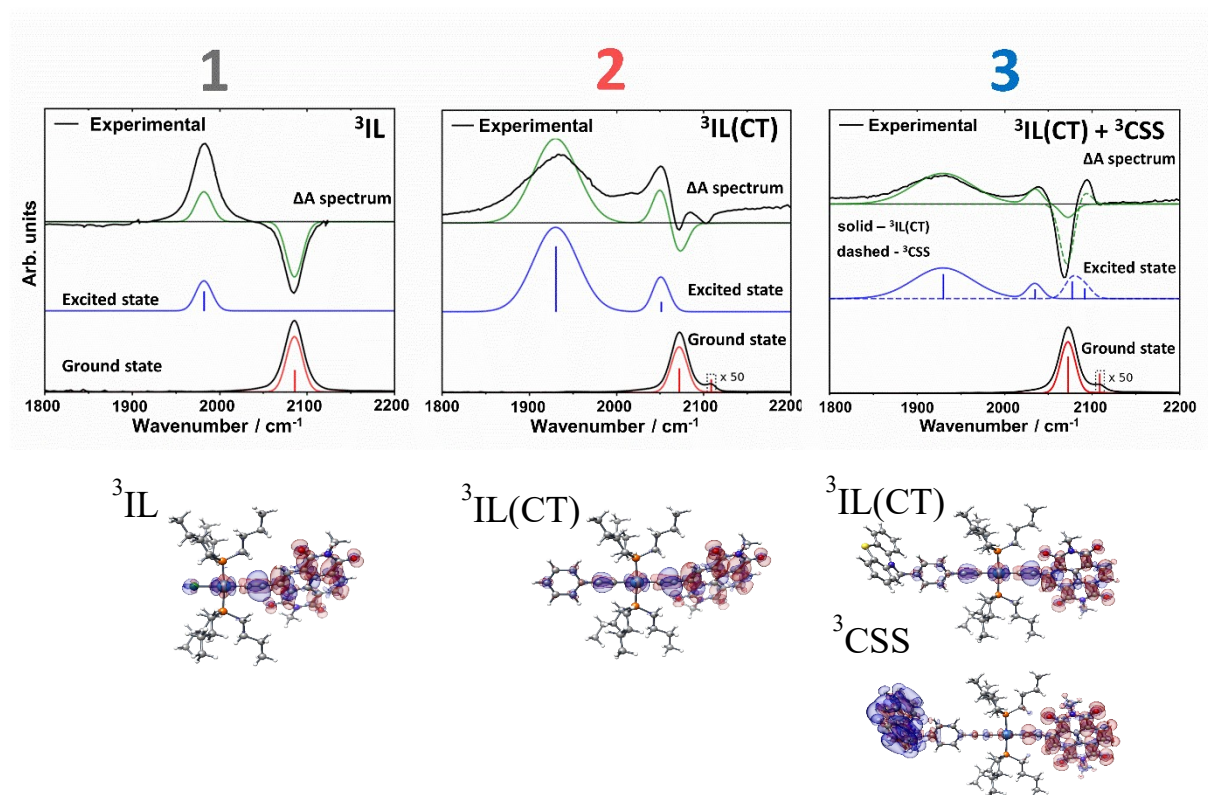 1
Experimental
³IL
ΔA spectrum
Excited state
Ground state
Arb. units
1800 1900 2000 2100 2200
Wavenumber / cm⁻¹
2
Experimental
³IL(CT)
ΔA spectrum
Excited state
Ground state
x 50
1800 1900 2000 2100 2200
Wavenumber / cm⁻¹
3
Experimental
³IL(CT) + ³CSS
ΔA spectrum
solid – ³IL(CT)
dashed - ³CSS
Excited state
Ground state
x 50
1800 1900 2000 2100 2200
Wavenumber / cm⁻¹
³IL
³IL(CT)
³IL(CT)
³CSS